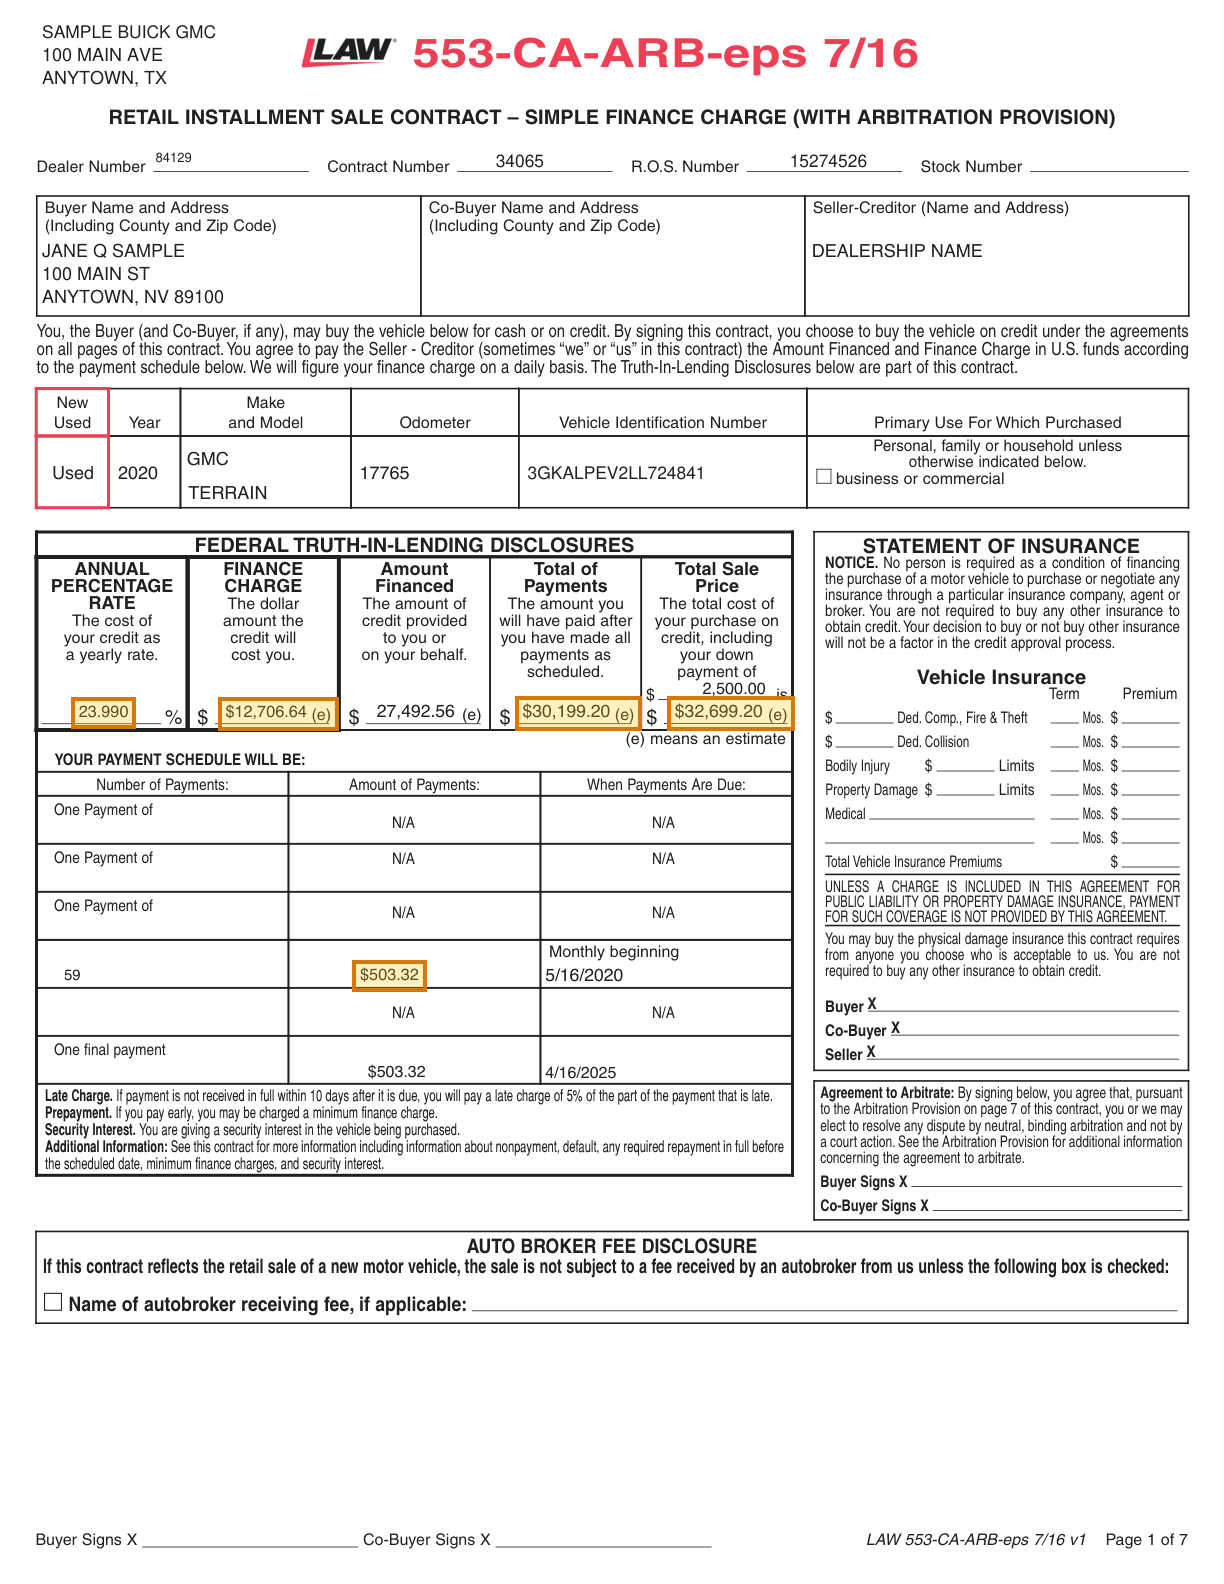 SAMPLE BUICK GMC
100 MAIN AVE
ANYTOWN, TX
LAW® 553-CA-ARB-eps 7/16
RETAIL INSTALLMENT SALE CONTRACT – SIMPLE FINANCE CHARGE (WITH ARBITRATION PROVISION)
Dealer Number 84129 Contract Number 34065 R.O.S. Number 15274526 Stock Number
Buyer Name and Address
(Including County and Zip Code)
JANE Q SAMPLE
100 MAIN ST
ANYTOWN, NV 89100
Co-Buyer Name and Address
(Including County and Zip Code)
Seller-Creditor (Name and Address)
DEALERSHIP NAME
You, the Buyer (and Co-Buyer, if any), may buy the vehicle below for cash or on credit. By signing this contract, you choose to buy the vehicle on credit under the agreements
on all pages of this contract. You agree to pay the Seller - Creditor (sometimes “we” or “us” in this contract) the Amount Financed and Finance Charge in U.S. funds according
to the payment schedule below. We will figure your finance charge on a daily basis. The Truth-In-Lending Disclosures below are part of this contract.
New
Used
Year
Make
and Model
Odometer
Vehicle Identification Number
Primary Use For Which Purchased
Used
2020
GMC
TERRAIN
17765
3GKALPEV2LL724841
Personal, family or household unless
otherwise indicated below.
business or commercial
FEDERAL TRUTH-IN-LENDING DISCLOSURES
ANNUAL
PERCENTAGE
RATE
The cost of
your credit as
a yearly rate.
23.990 %
FINANCE
CHARGE
The dollar
amount the
credit will
cost you.
$ $12,706.64 (e)
Amount
Financed
The amount of
credit provided
to you or
on your behalf.
$ 27,492.56 (e)
Total of
Payments
The amount you
will have paid after
you have made all
payments as
scheduled.
$ $30,199.20 (e)
Total Sale
Price
The total cost of
your purchase on
credit, including
your down
payment of
$ 2,500.00 is
$ $32,699.20 (e)
(e) means an estimate
YOUR PAYMENT SCHEDULE WILL BE:
Number of Payments: Amount of Payments: When Payments Are Due:
One Payment of
N/A N/A
One Payment of
N/A N/A
One Payment of
N/A N/A
Monthly beginning
59 $503.32 5/16/2020
N/A N/A
One final payment
$503.32 4/16/2025
Late Charge. If payment is not received in full within 10 days after it is due, you will pay a late charge of 5% of the part of the payment that is late.
Prepayment. If you pay early, you may be charged a minimum finance charge.
Security Interest. You are giving a security interest in the vehicle being purchased.
Additional Information: See this contract for more information including information about nonpayment, default, any required repayment in full before
the scheduled date, minimum finance charges, and security interest.
STATEMENT OF INSURANCE
NOTICE. No person is required as a condition of financing
the purchase of a motor vehicle to purchase or negotiate any
insurance through a particular insurance company, agent or
broker. You are not required to buy any other insurance to
obtain credit. Your decision to buy or not buy other insurance
will not be a factor in the credit approval process.
Vehicle Insurance
Term Premium
$ Ded. Comp., Fire & Theft Mos. $
$ Ded. Collision Mos. $
Bodily Injury $ Limits Mos. $
Property Damage $ Limits Mos. $
Medical Mos. $
Mos. $
Total Vehicle Insurance Premiums $
UNLESS A CHARGE IS INCLUDED IN THIS AGREEMENT FOR
PUBLIC LIABILITY OR PROPERTY DAMAGE INSURANCE, PAYMENT
FOR SUCH COVERAGE IS NOT PROVIDED BY THIS AGREEMENT.
You may buy the physical damage insurance this contract requires
from anyone you choose who is acceptable to us. You are not
required to buy any other insurance to obtain credit.
Buyer X
Co-Buyer X
Seller X
Agreement to Arbitrate: By signing below, you agree that, pursuant
to the Arbitration Provision on page 7 of this contract, you or we may
elect to resolve any dispute by neutral, binding arbitration and not by
a court action. See the Arbitration Provision for additional information
concerning the agreement to arbitrate.
Buyer Signs X
Co-Buyer Signs X
AUTO BROKER FEE DISCLOSURE
If this contract reflects the retail sale of a new motor vehicle, the sale is not subject to a fee received by an autobroker from us unless the following box is checked:
Name of autobroker receiving fee, if applicable:
Buyer Signs X Co-Buyer Signs X LAW 553-CA-ARB-eps 7/16 v1 Page 1 of 7